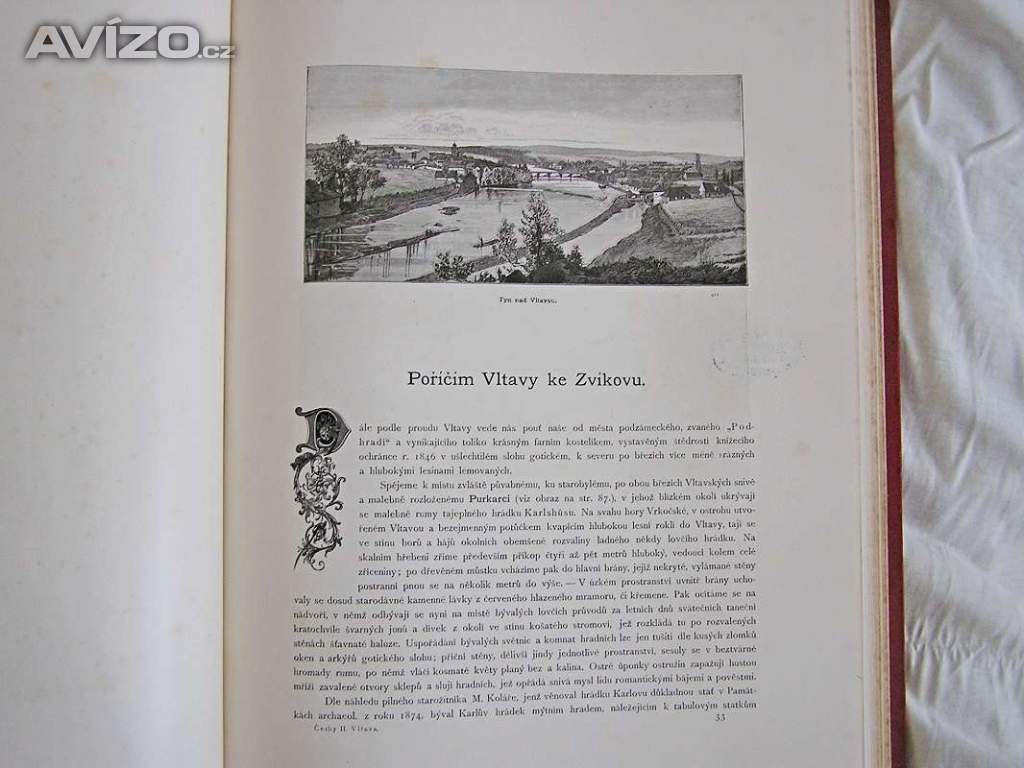 AVÍZO.cz
Týn nad Vltavou.
Poříčím Vltavy ke Zvíkovu.
Dále podle proudu Vltavy vede nás pouť naše od města podzámeckého, zvaného „Pod-
hradí“ a vynikajícího toliko krásným farním kostelíkem, vystavěným štědrostí knížecího
ochránce r. 1846 v ušlechtilém slohu gotickém, k severu po březích více méně srázných
a hlubokými lesinami lemovaných.
Spějeme k místu zvláště půvabnému, ku starobylému, po obou březích Vltavských snivě
a malebně rozloženému Purkarci (viz obraz na str. 87.), v jehož blízkém okolí ukrývají
se malebné rumy tajeplného hrádku Karlshúsu. Na svahu hory Vrkočské, v ostrohu utvo-
řeném Vltavou a bezejmenným potůčkem kvapícím hlubokou lesní roklí do Vltavy, tají se
ve stínu borů a hájů okolních obemšené rozvaliny ladného někdy lovčího hrádku. Na
skalním hřebení zříme především příkop čtyři až pět metrů hluboký, vedoucí kolem celé
zříceniny; po dřevěném můstku vcházíme pak do hlavní brány, jejíž nekryté, vylámané stěny
postranní pnou se na několik metrů do výše. — V úzkém prostranství uvnitř brány ucho-
valy se dosud starodávné kamenné lávky z červeného hlazeného mramoru, či křemene. Pak ocitáme se na
nádvoří, v němž odbývají se nyní na místě bývalých lovčích průvodů za letních dnů svátečních taneční
kratochvíle švarných jonů a dívek z okolí ve stínu košatého stromoví, jež rozkládá tu po rozvalených
stěnách šťavnaté haluze. Uspořádání bývalých světnic a komnat hradních lze jen tušiti dle kusých zlomků
oken a arkýřů gotického slohu; příční stěny, dělivší jindy jednotlivé prostranství, sesuly se v beztvárné
hromady rumu, po němž vlácí kosmaté květy planý bez a kalina. Ostré úponky ostružin zapažují hustou
mříží zavalené otvory sklepů a slují hradních, jež opřádá snivá mysl lidu romantickými bájemi a pověstmi.
Dle náhledu pilného starožitníka M. Koláře, jenž věnoval hrádku Karlovu důkladnou stať v Památ-
kách archaeol. z roku 1874, býval Karlův hrádek mýtním hradem, náležejícím k tabulovým statkům
Čechy II. Vltava.
33